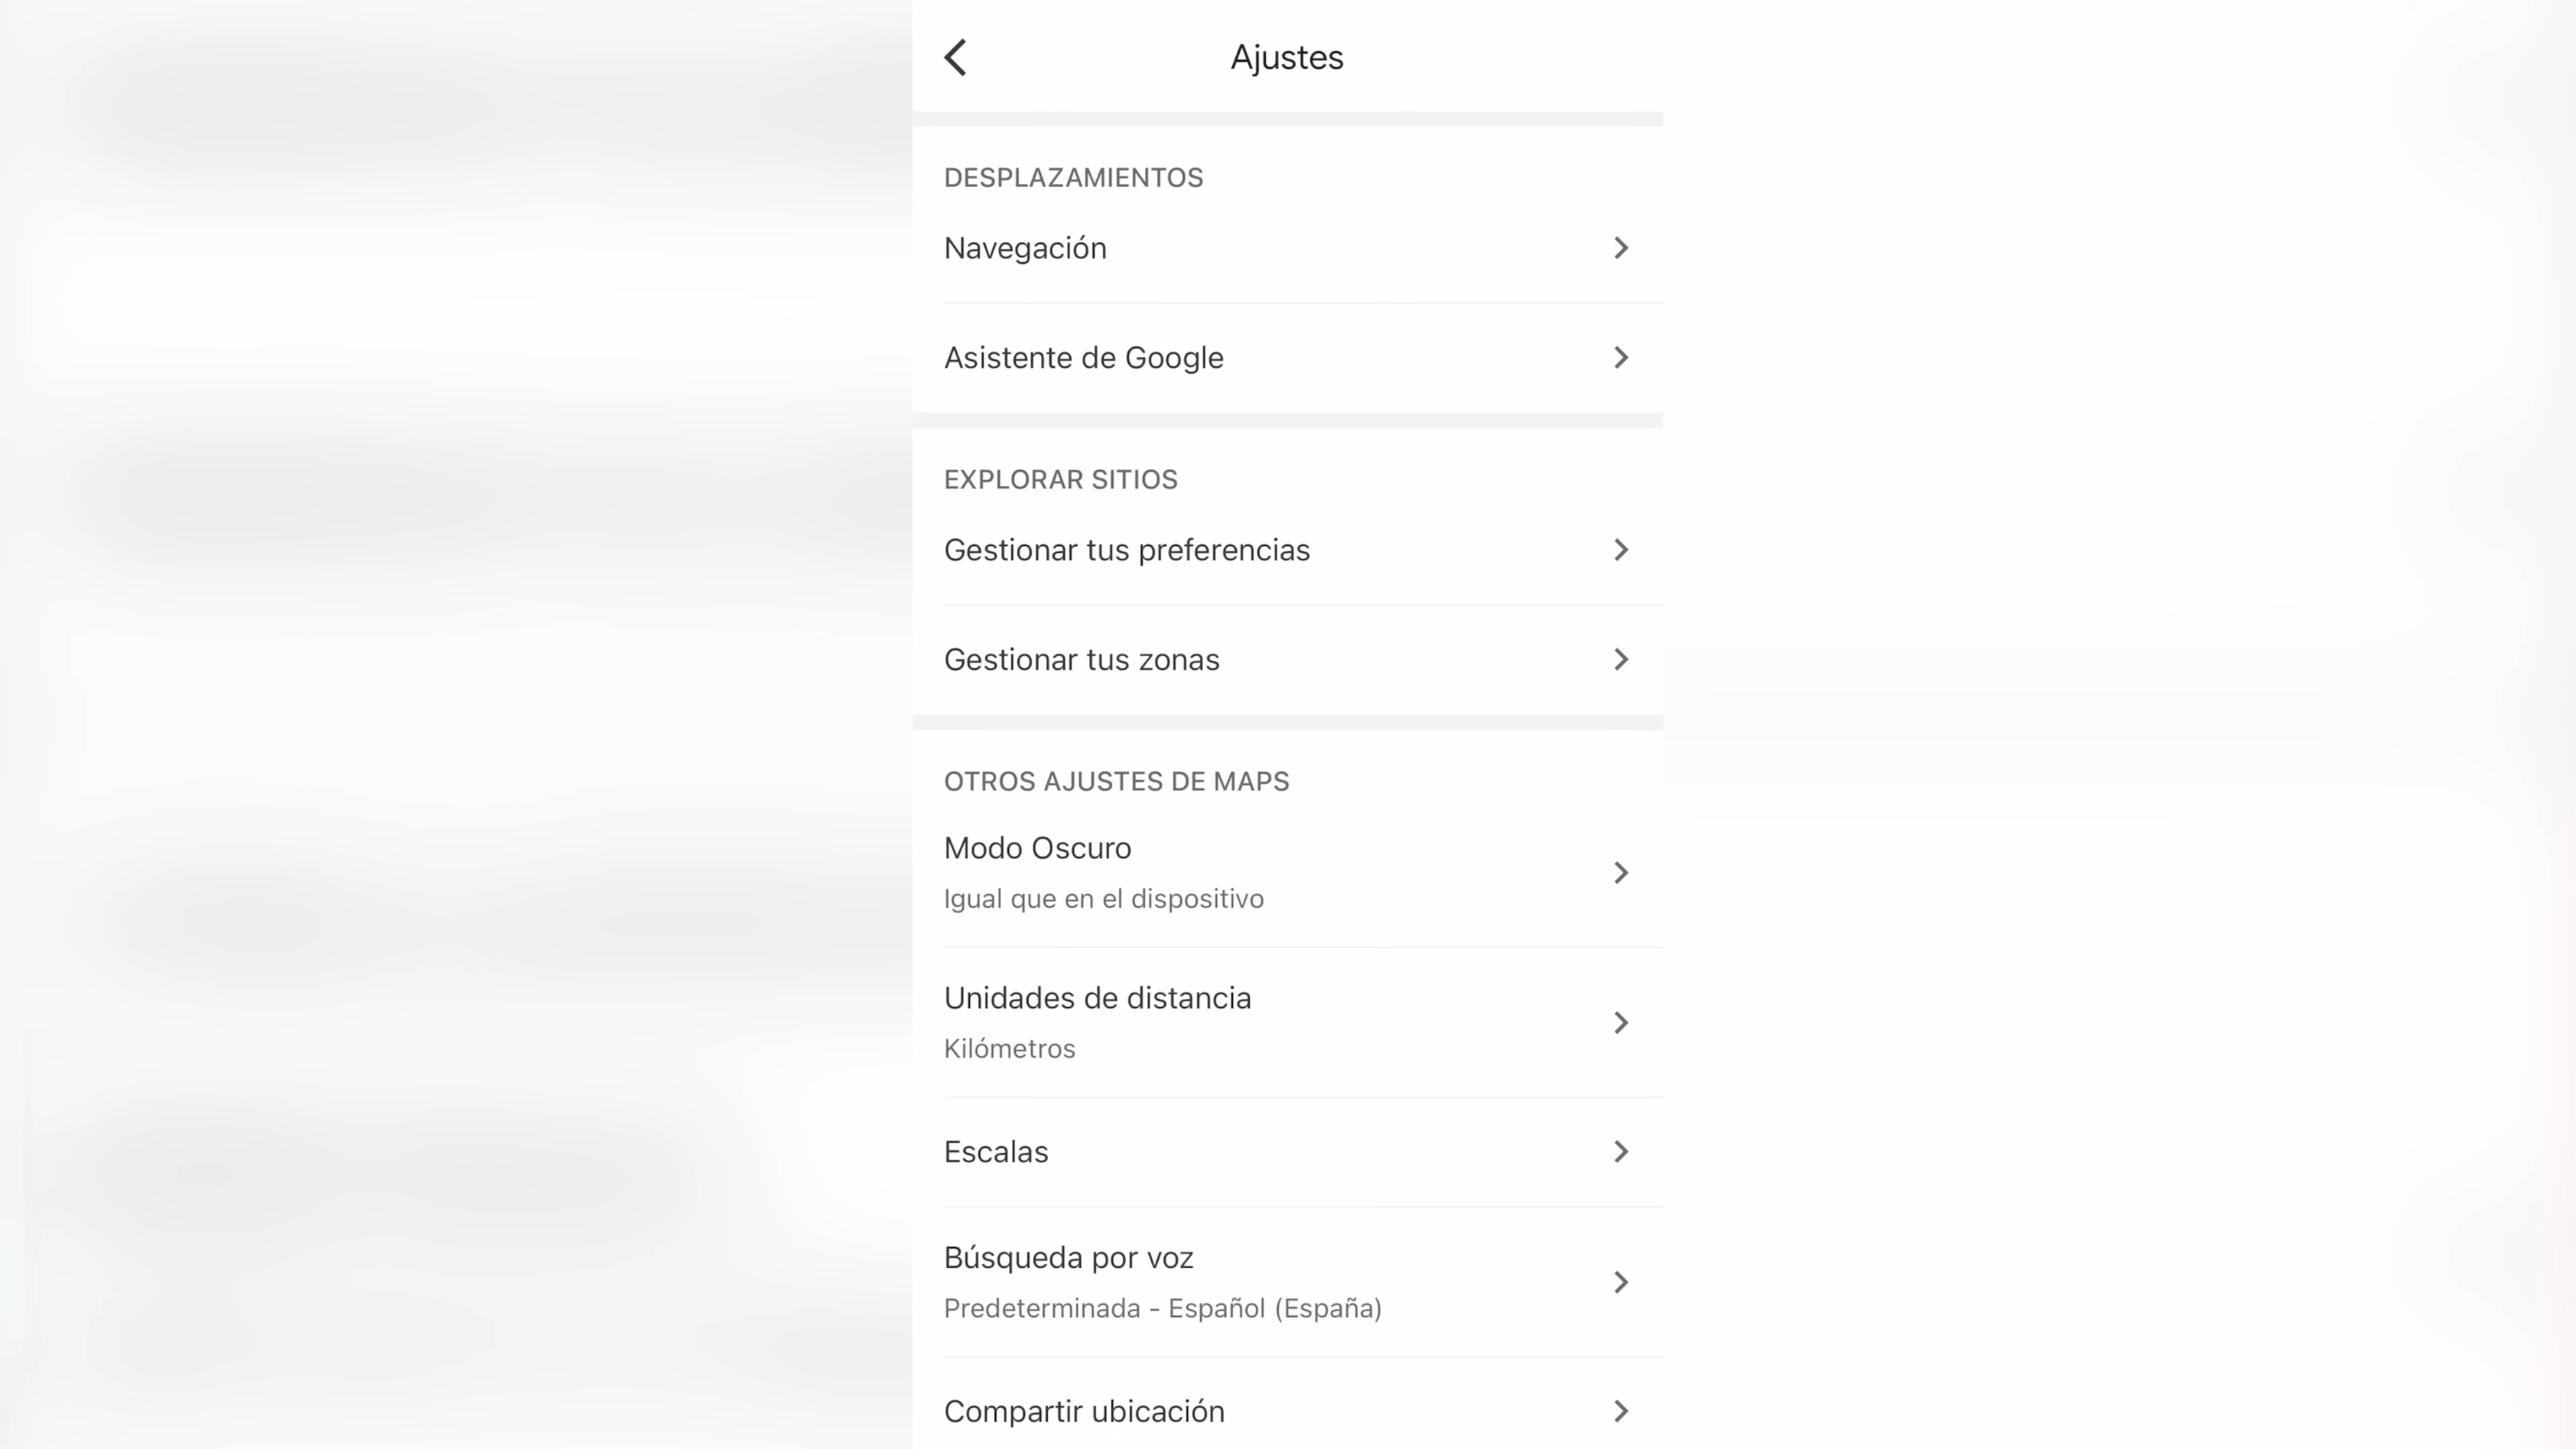 Ajustes
DESPLAZAMIENTOS
Navegación
Asistente de Google
EXPLORAR SITIOS
Gestionar tus preferencias
Gestionar tus zonas
OTROS AJUSTES DE MAPS
Modo Oscuro
Igual que en el dispositivo
Unidades de distancia
Kilómetros
Escalas
Búsqueda por voz
Predeterminada - Español (España)
Compartir ubicación